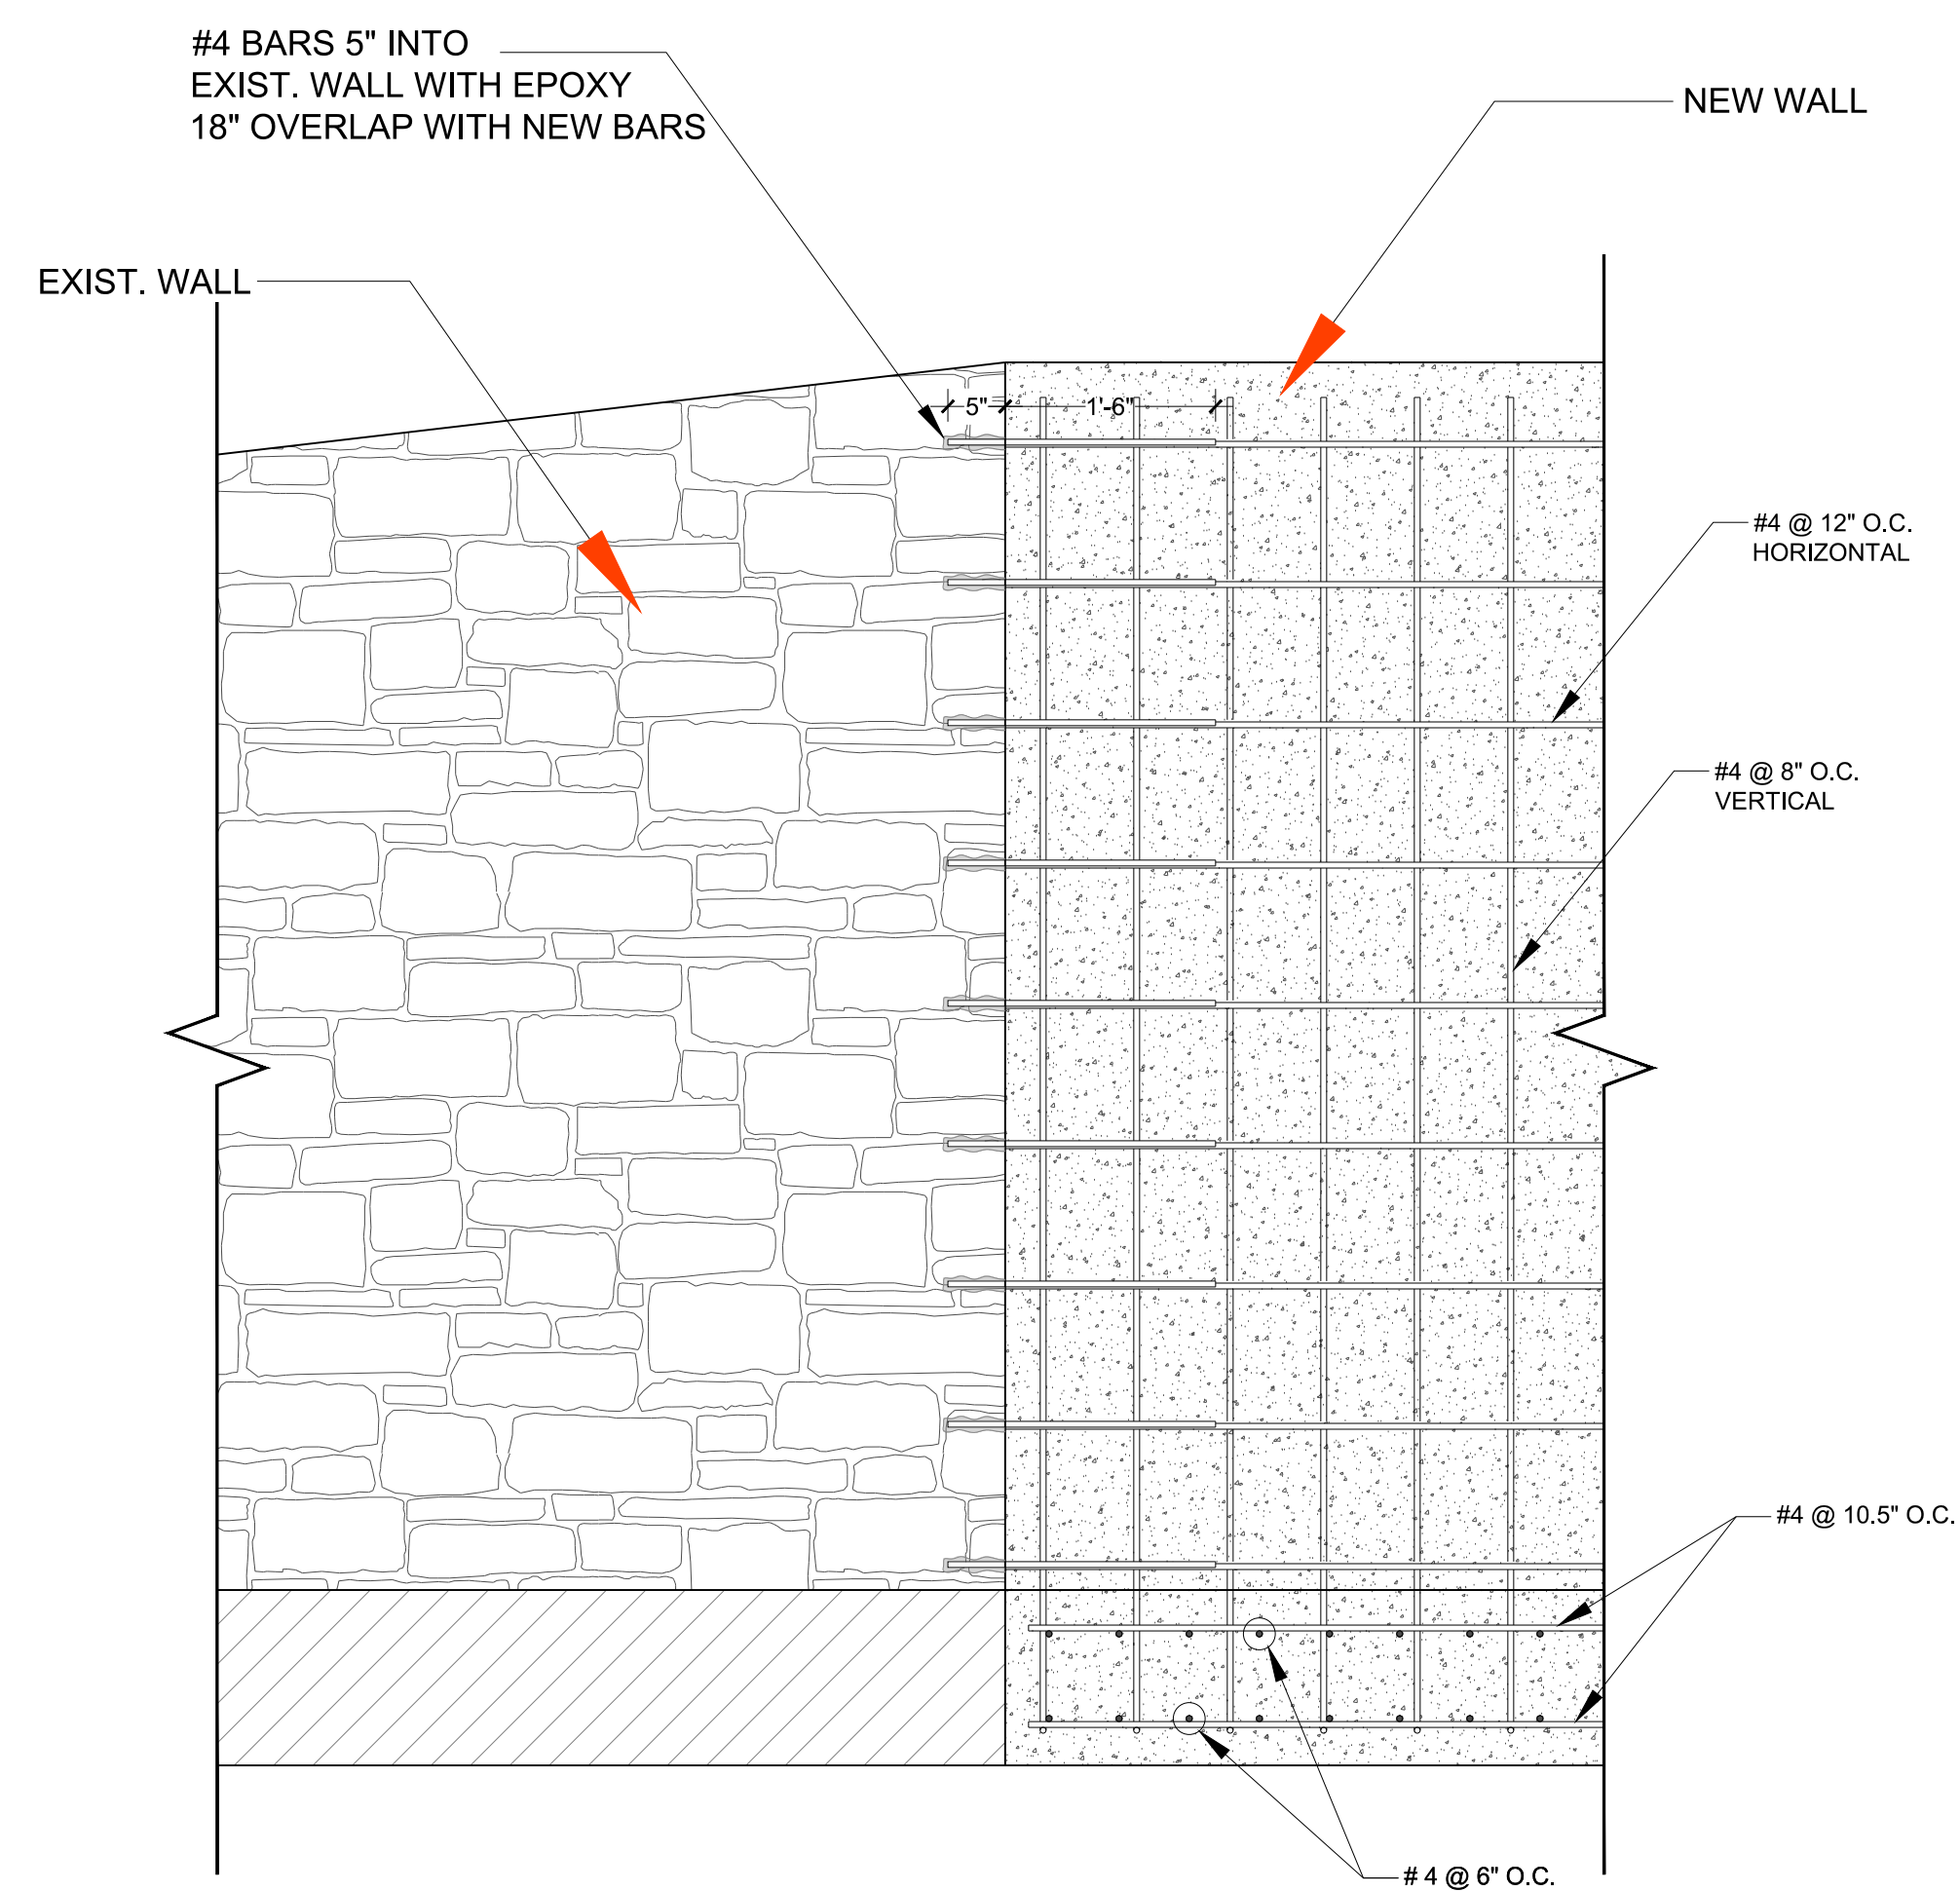 #4 BARS 5" INTO
EXIST. WALL WITH EPOXY
18" OVERLAP WITH NEW BARS
NEW WALL
EXIST. WALL
5"
1'-6"
#4 @ 12" O.C.
HORIZONTAL
#4 @ 8" O.C.
VERTICAL
#4 @ 10.5" O.C.
# 4 @ 6" O.C.